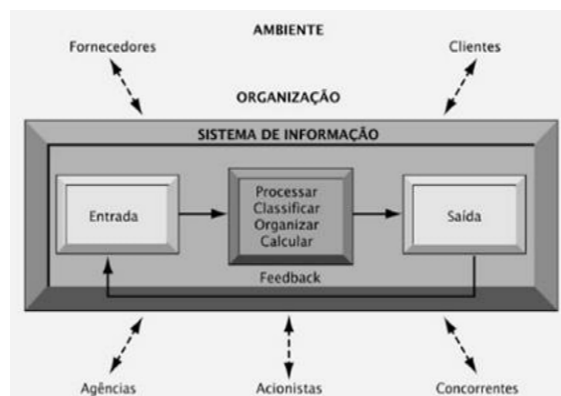 AMBIENTE
Fornecedores
Clientes
ORGANIZAÇÃO
SISTEMA DE INFORMAÇÃO
Entrada
Processar
Classificar
Organizar
Calcular
Saída
Feedback
Agências
Acionistas
Concorrentes